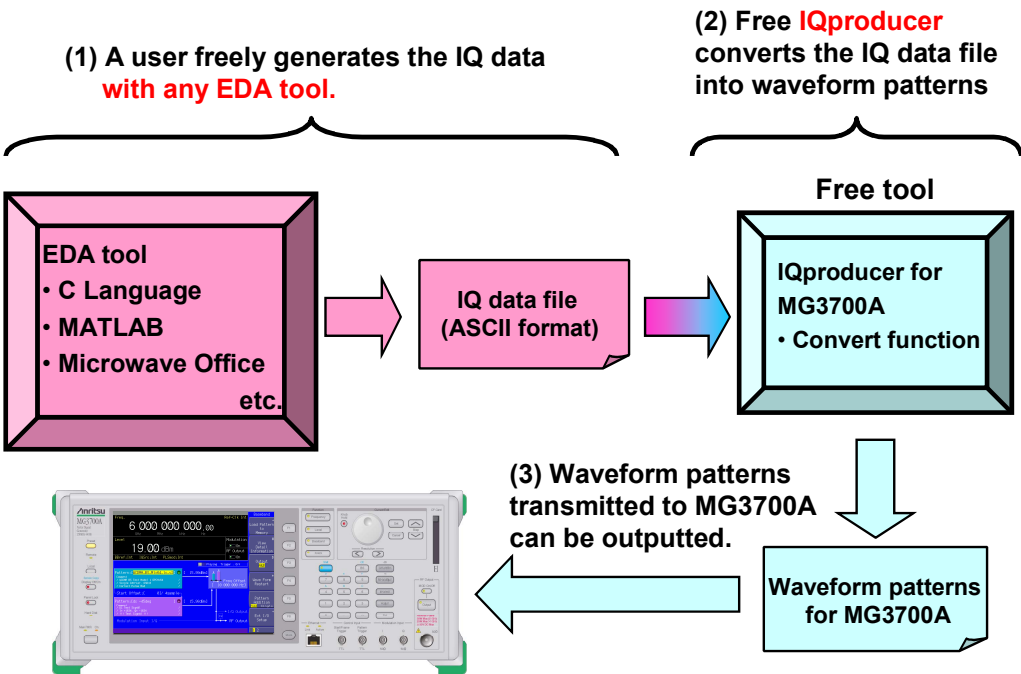 (1) A user freely generates the IQ data
with any EDA tool.
(2) Free IQproducer
converts the IQ data file
into waveform patterns
EDA tool
• C Language
• MATLAB
• Microwave Office
etc.
IQ data file
(ASCII format)
Free tool
IQproducer for
MG3700A
• Convert function
(3) Waveform patterns
transmitted to MG3700A
can be outputted.
Waveform patterns
for MG3700A
Anritsu
MG3700A
6 000 000 000.00
19.00 dBm